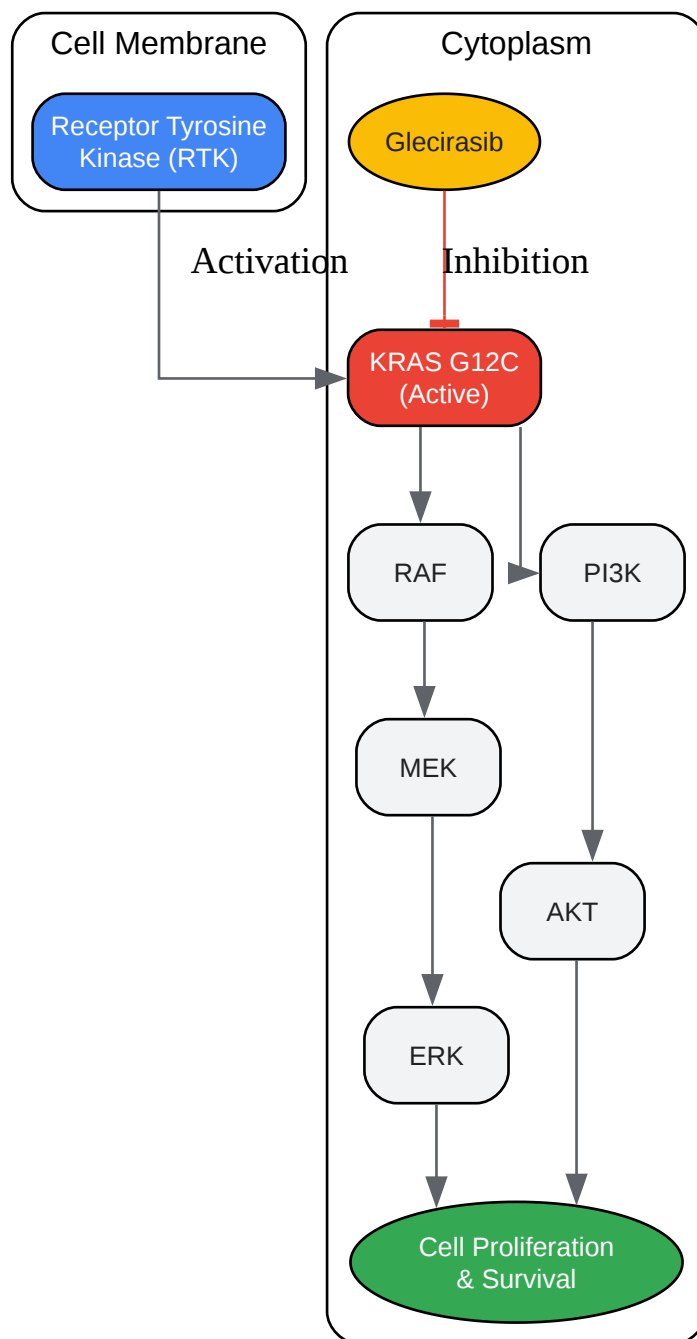 Cell Membrane
Cytoplasm
Receptor Tyrosine
Kinase (RTK)
Glecirasib
Activation
Inhibition
KRAS G12C
(Active)
RAF
PI3K
MEK
AKT
ERK
Cell Proliferation
& Survival